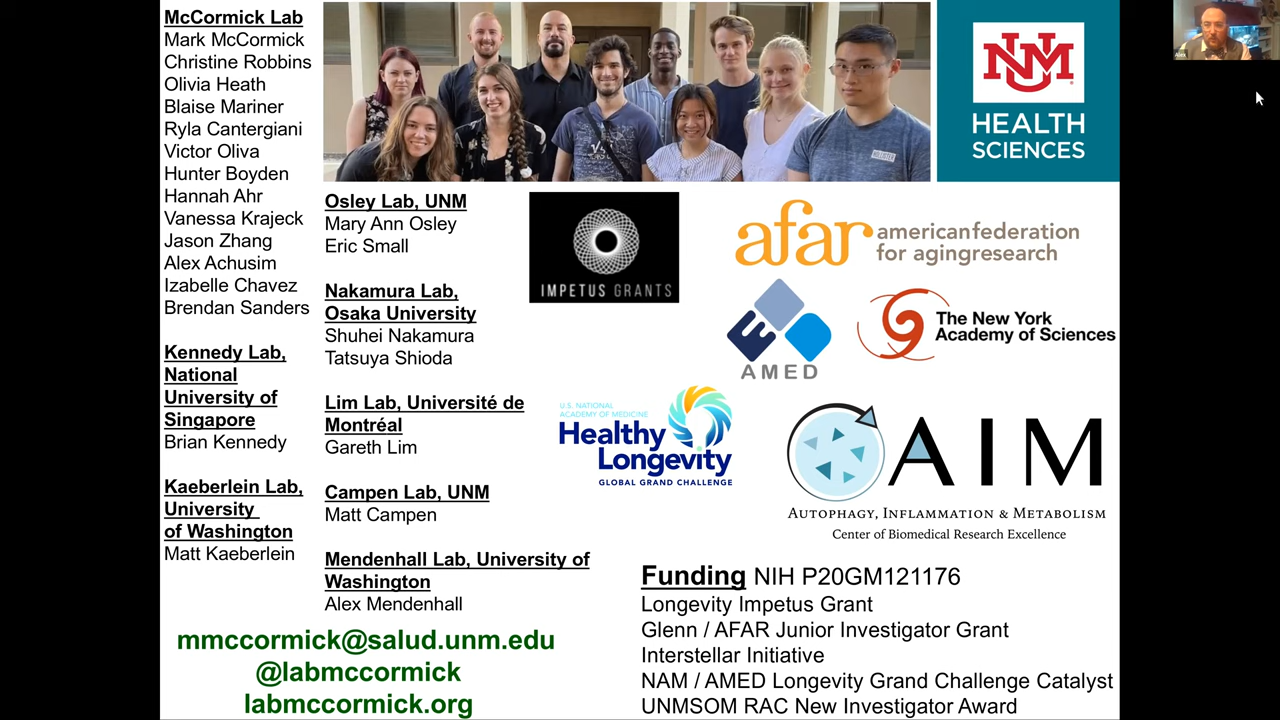 McCormick Lab
Mark McCormick
Christine Robbins
Olivia Heath
Blaise Mariner
Ryla Cantergiani
Victor Oliva
Hunter Boyden
Hannah Ahr
Vanessa Krajeck
Jason Zhang
Alex Achusim
Izabelle Chavez
Brendan Sanders
Kennedy Lab,
National
University of
Singapore
Brian Kennedy
Kaeberlein Lab,
University
of Washington
Matt Kaeberlein
Osley Lab, UNM
Mary Ann Osley
Eric Small
Nakamura Lab,
Osaka University
Shuhei Nakamura
Tatsuya Shioda
Lim Lab, Université de
Montréal
Gareth Lim
Campen Lab, UNM
Matt Campen
Mendenhall Lab, University of
Washington
Alex Mendenhall
mmccormick@salud.unm.edu
@labmccormick
labmccormick.org
UNM
HEALTH
SCIENCES
IMPETUS GRANTS
afar americanfederation
for agingresearch
AMED
The New York
Academy of Sciences
U.S. NATIONAL
ACADEMY OF MEDICINE
Healthy
Longevity
GLOBAL GRAND CHALLENGE
AIM
AUTOPHAGY, INFLAMMATION & METABOLISM
Center of Biomedical Research Excellence
Funding NIH P20GM121176
Longevity Impetus Grant
Glenn / AFAR Junior Investigator Grant
Interstellar Initiative
NAM / AMED Longevity Grand Challenge Catalyst
UNMSOM RAC New Investigator Award
Alex